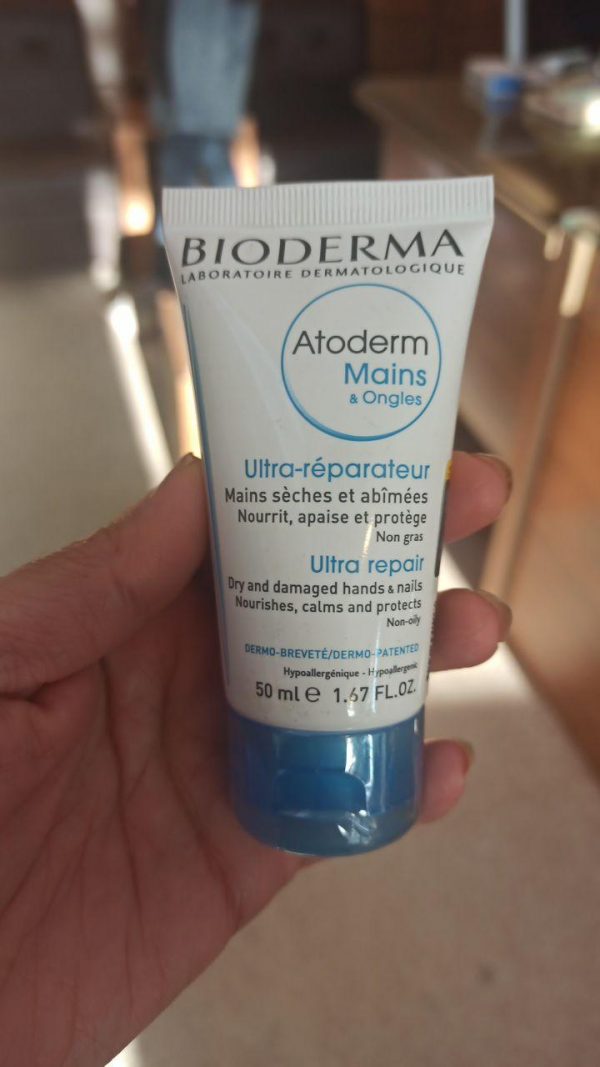 BIODERMA
LABORATOIRE DERMATOLOGIQUE
Atoderm
Mains
& Ongles
Ultra-réparateur
Mains sèches et abîmées
Nourrit, apaise et protège
Non gras
Ultra repair
Dry and damaged hands & nails
Nourishes, calms and protects
Non-oily
DERMO-BREVETÉ/DERMO-PATENTED
Hypoallergénique - Hypoallergenic
50 ml e 1.67 FL.OZ.